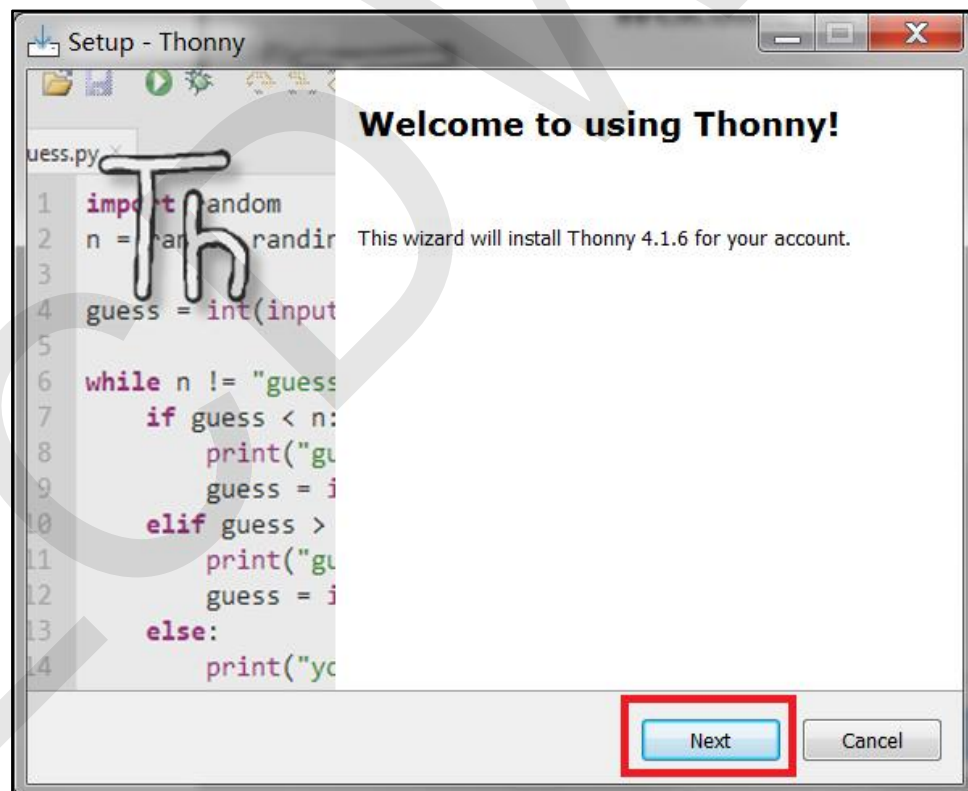 Setup - Thonny
Welcome to using Thonny!
This wizard will install Thonny 4.1.6 for your account.
uess.py
Th
1 import random
2 n = ran randin
3
4 guess = int(input
5
6 while n != "guess
7 if guess < n:
8 print("gu
9 guess = i
10 elif guess >
11 print("gu
12 guess = i
13 else:
14 print("yo
Next
Cancel